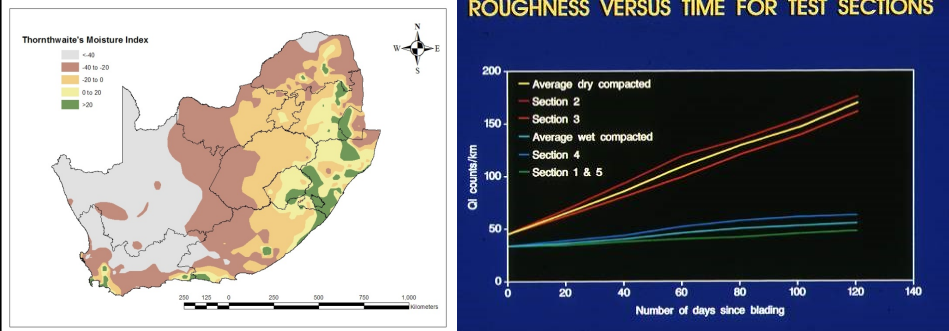 Thornthwaite's Moisture Index
<-40
-40 to -20
-20 to 0
0 to 20
>20
N
W E
S
250 125 0 250 500 750 1,000
Kilometers
ROUGHNESS VERSUS TIME FOR TEST SECTIONS
200
150
100
50
0
QI counts/km
Average dry compacted
Section 2
Section 3
Average wet compacted
Section 4
Section 1 & 5
0 20 40 60 80 100 120 140
Number of days since blading